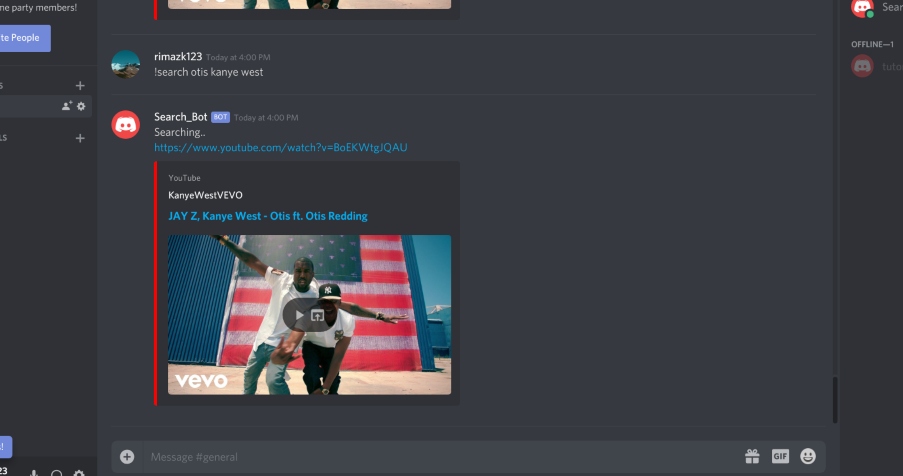 me party members!
te People
S
LS
!
23
rimazk123 Today at 4:00 PM
!search otis kanye west
Search_Bot BOT Today at 4:00 PM
Searching..
https://www.youtube.com/watch?v=BoEKWtgJQAU
YouTube
KanyeWestVEVO
JAY Z, Kanye West - Otis ft. Otis Redding
NY
vevo
Message #general
GIF
Sear
OFFLINE—1
tuto